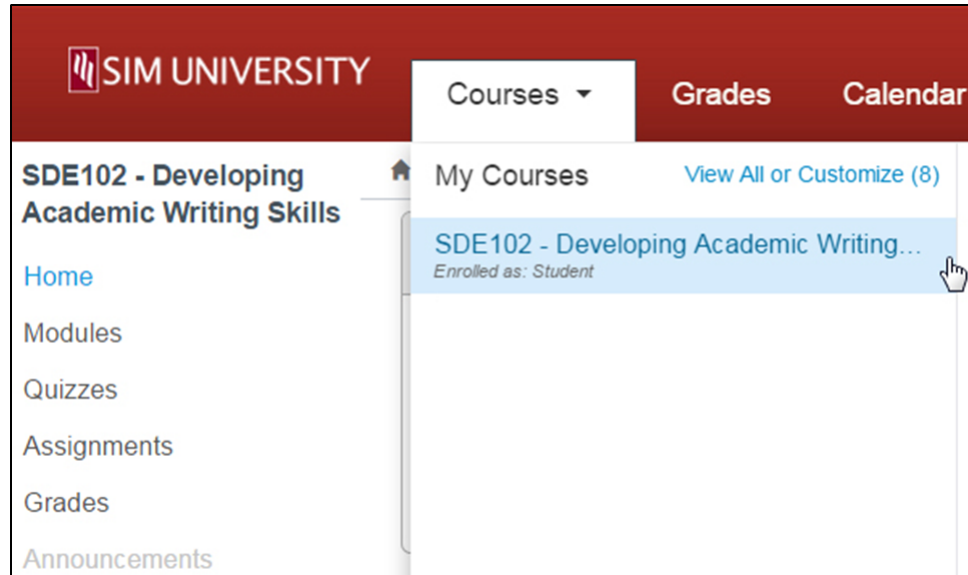 SIM UNIVERSITY
Courses
Grades
Calendar
SDE102 - Developing
Academic Writing Skills
Home
Modules
Quizzes
Assignments
Grades
Announcements
My Courses
View All or Customize (8)
SDE102 - Developing Academic Writing...
Enrolled as: Student